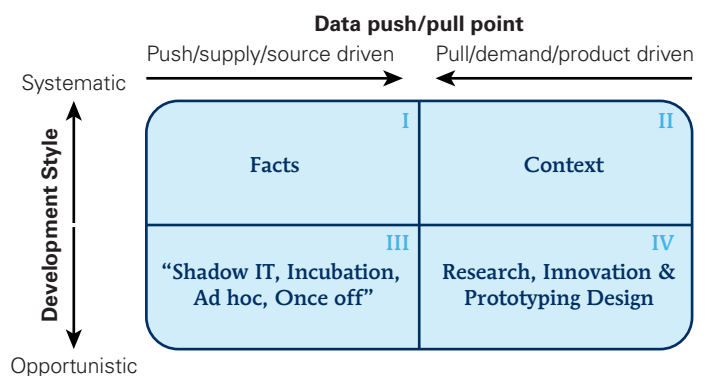 Data push/pull point
Push/supply/source driven
Pull/demand/product driven
Systematic
Development Style
I
Facts
II
Context
III
“Shadow IT, Incubation,
Ad hoc, Once off”
IV
Research, Innovation &
Prototyping Design
Opportunistic